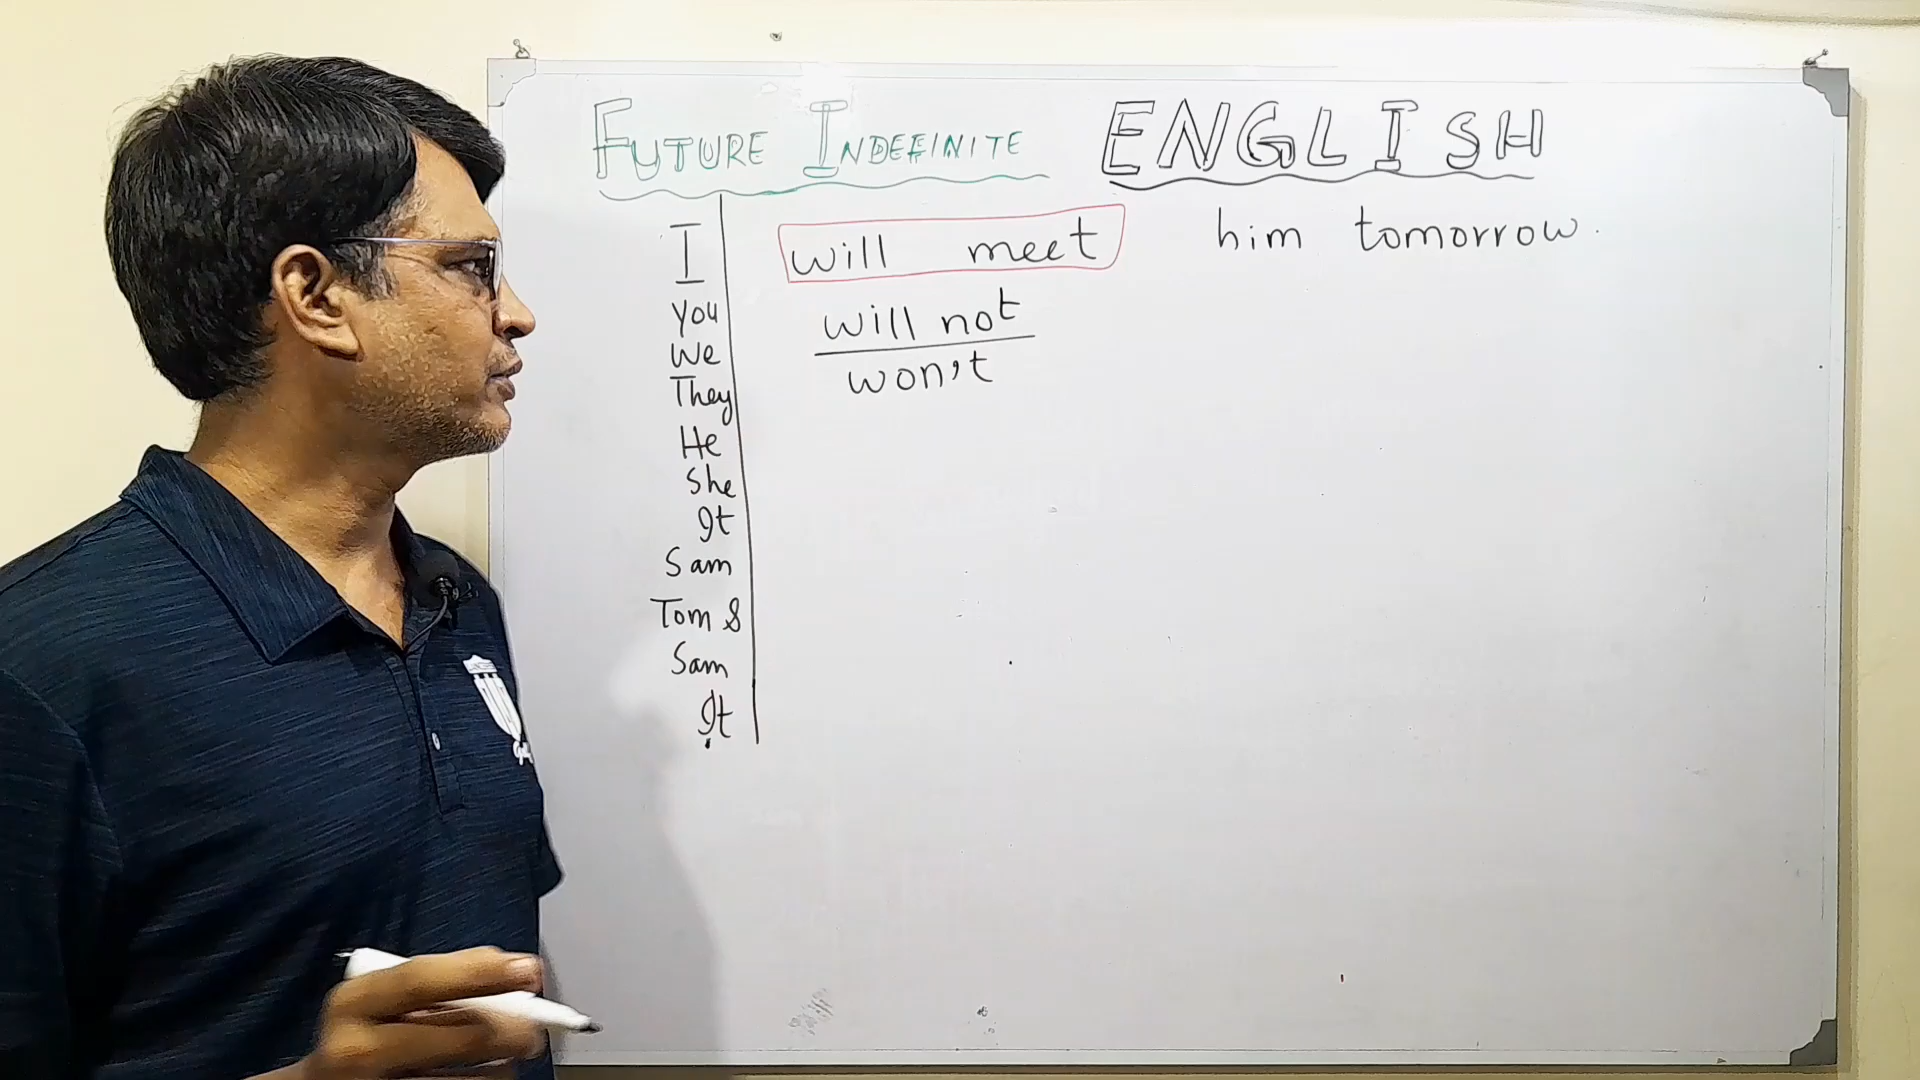 FUTURE INDEFINITE ENGLISH
I will meet him tomorrow.
You will not
We won't
They
He
She
It
Sam
Tom &
Sam
It